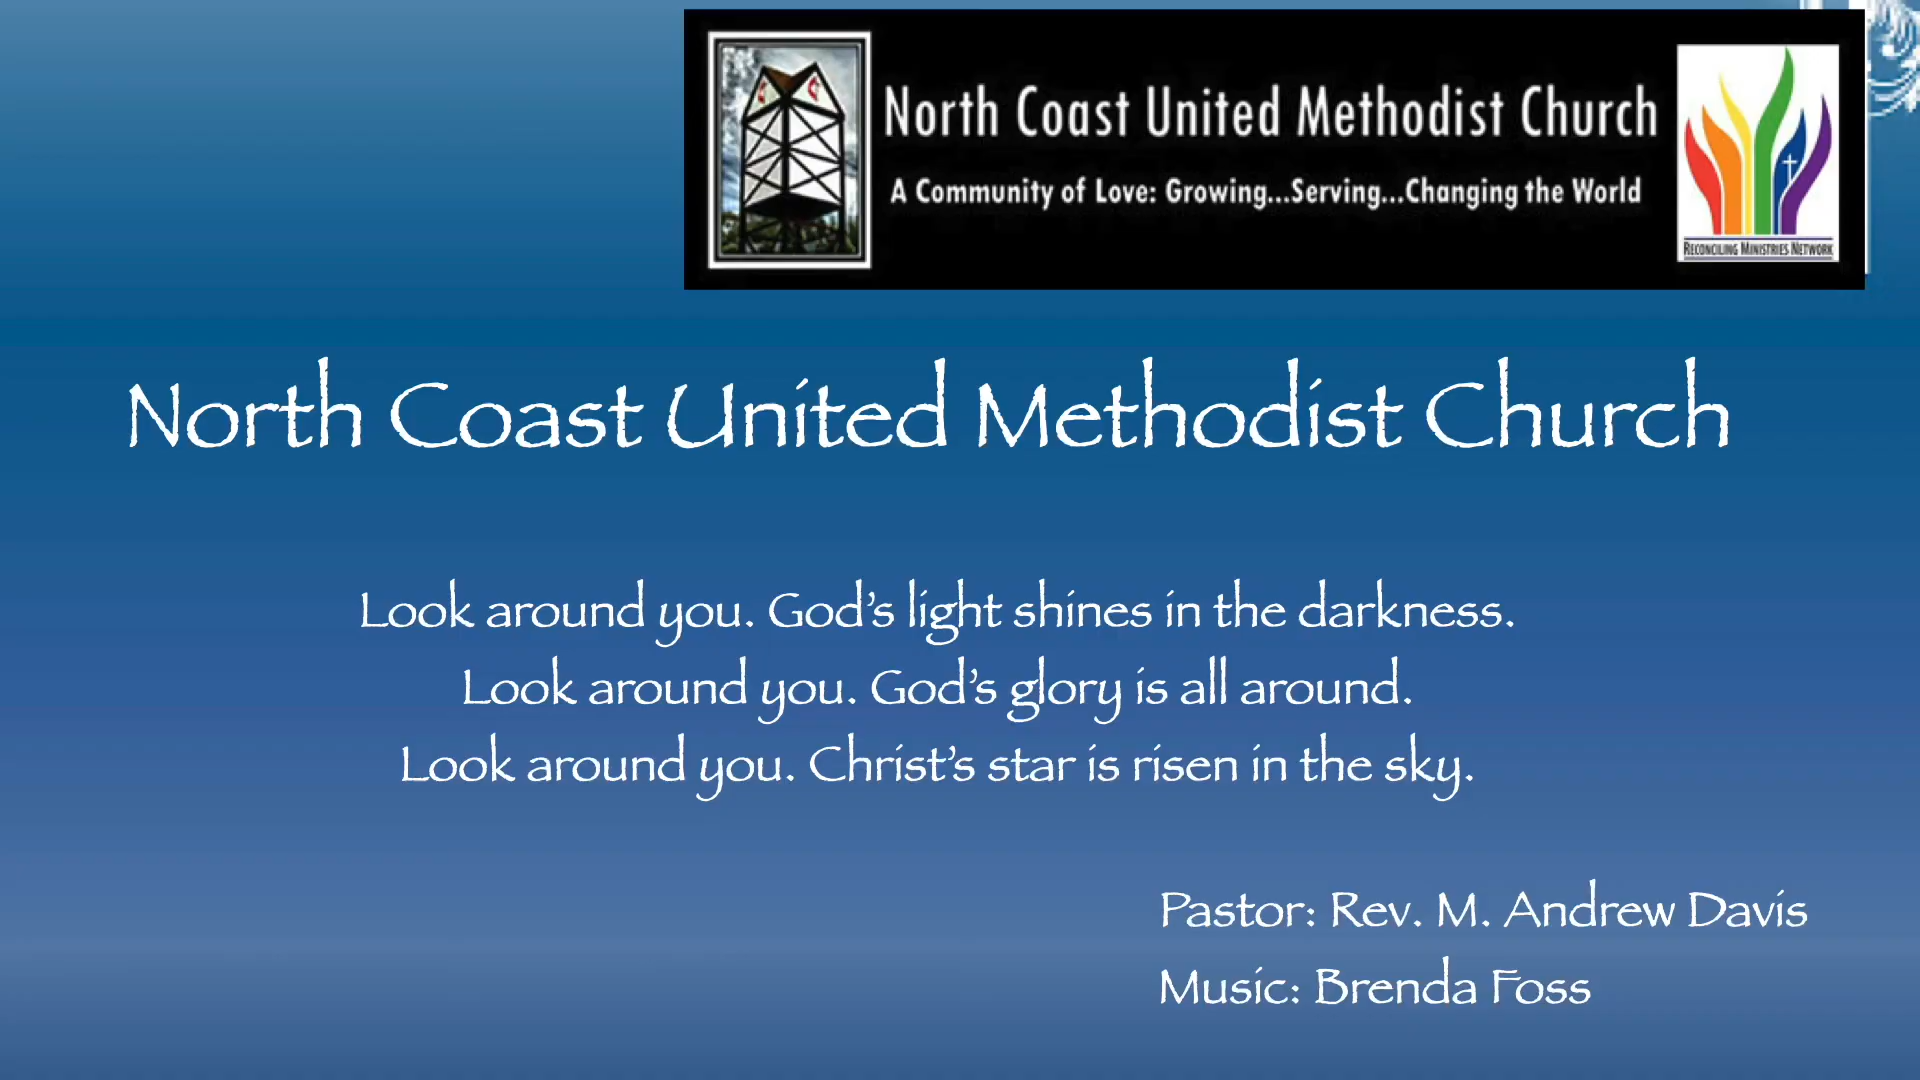 North Coast United Methodist Church
A Community of Love: Growing...Serving...Changing the World
RECONCILING MINISTRIES NETWORK
North Coast United Methodist Church
Look around you. God’s light shines in the darkness.
Look around you. God’s glory is all around.
Look around you. Christ’s star is risen in the sky.
Pastor: Rev. M. Andrew Davis
Music: Brenda Foss